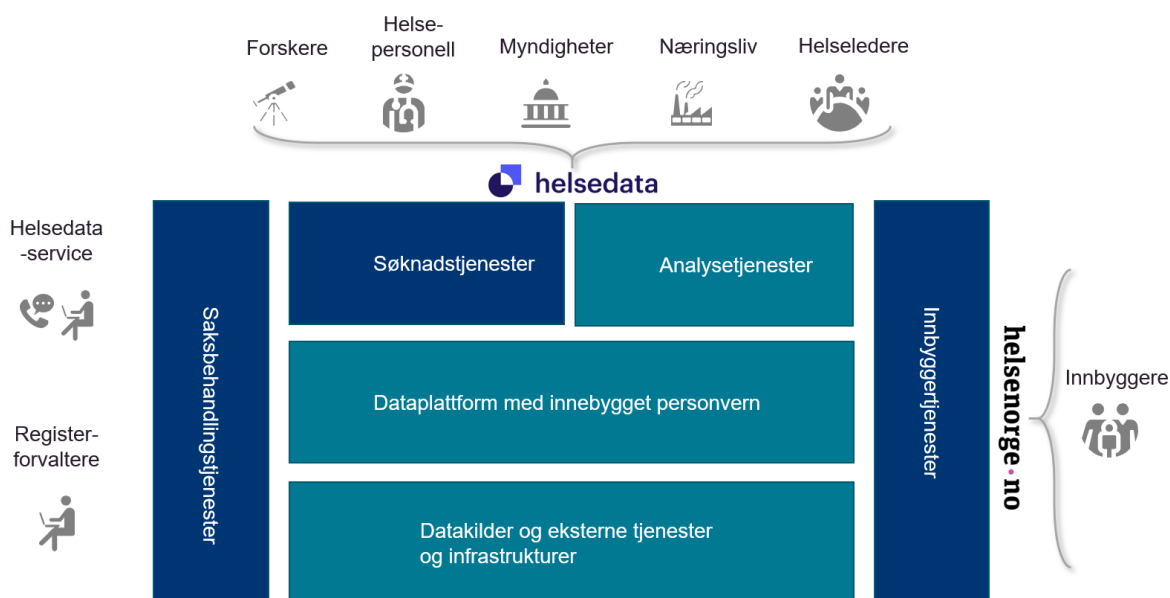 Forskere
Helse-
personell
Myndigheter
Næringsliv
Helseledere
helsedata
Helsedata
-service
Register-
forvaltere
Saksbehandlingstjenester
Søknadstjenester
Analysetjenester
Dataplattform med innebygget personvern
Datakilder og eksterne tjenester
og infrastrukturer
Innbyggertjenester
helsenorge.no
Innbyggere